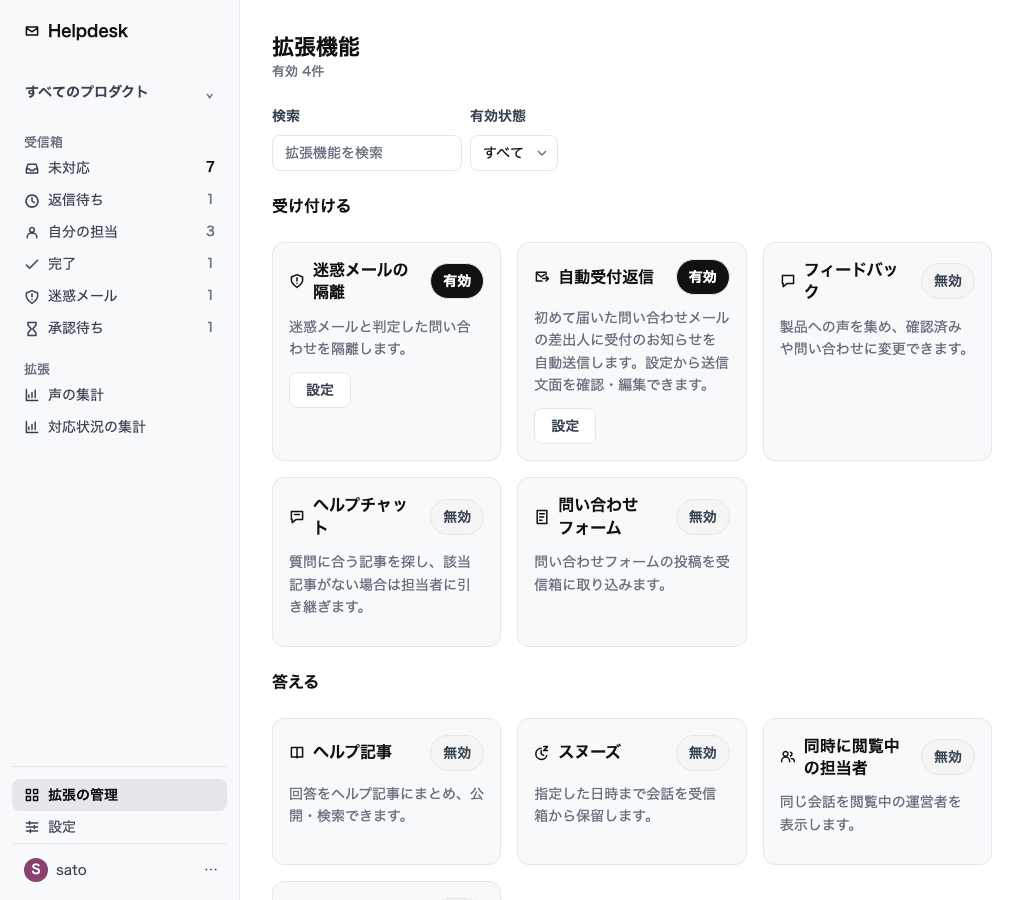 Helpdesk
すべてのプロダクト
受信箱
未対応 7
返信待ち 1
自分の担当 3
完了 1
迷惑メール 1
承認待ち 1
拡張
声の集計
対応状況の集計
拡張の管理
設定
S sato ...
拡張機能
有効 4件
検索
拡張機能を検索
有効状態
すべて
受け付ける
迷惑メールの
隔離
有効
迷惑メールと判定した問い合
わせを隔離します。
設定
自動受付返信
有効
初めて届いた問い合わせメール
の差出人に受付のお知らせを
自動送信します。設定から送信
文面を確認・編集できます。
設定
フィードバッ
ク
無効
製品への声を集め、確認済み
や問い合わせに変更できます。
ヘルプチャッ
ト
無効
質問に合う記事を探し、該当
記事がない場合は担当者に引
き継ぎます。
問い合わせ
フォーム
無効
問い合わせフォームの投稿を受
信箱に取り込みます。
答える
ヘルプ記事
無効
回答をヘルプ記事にまとめ、公
開・検索できます。
スヌーズ
無効
指定した日時まで会話を受信
箱から保留します。
同時に閲覧中
の担当者
無効
同じ会話を閲覧中の運営者を
表示します。